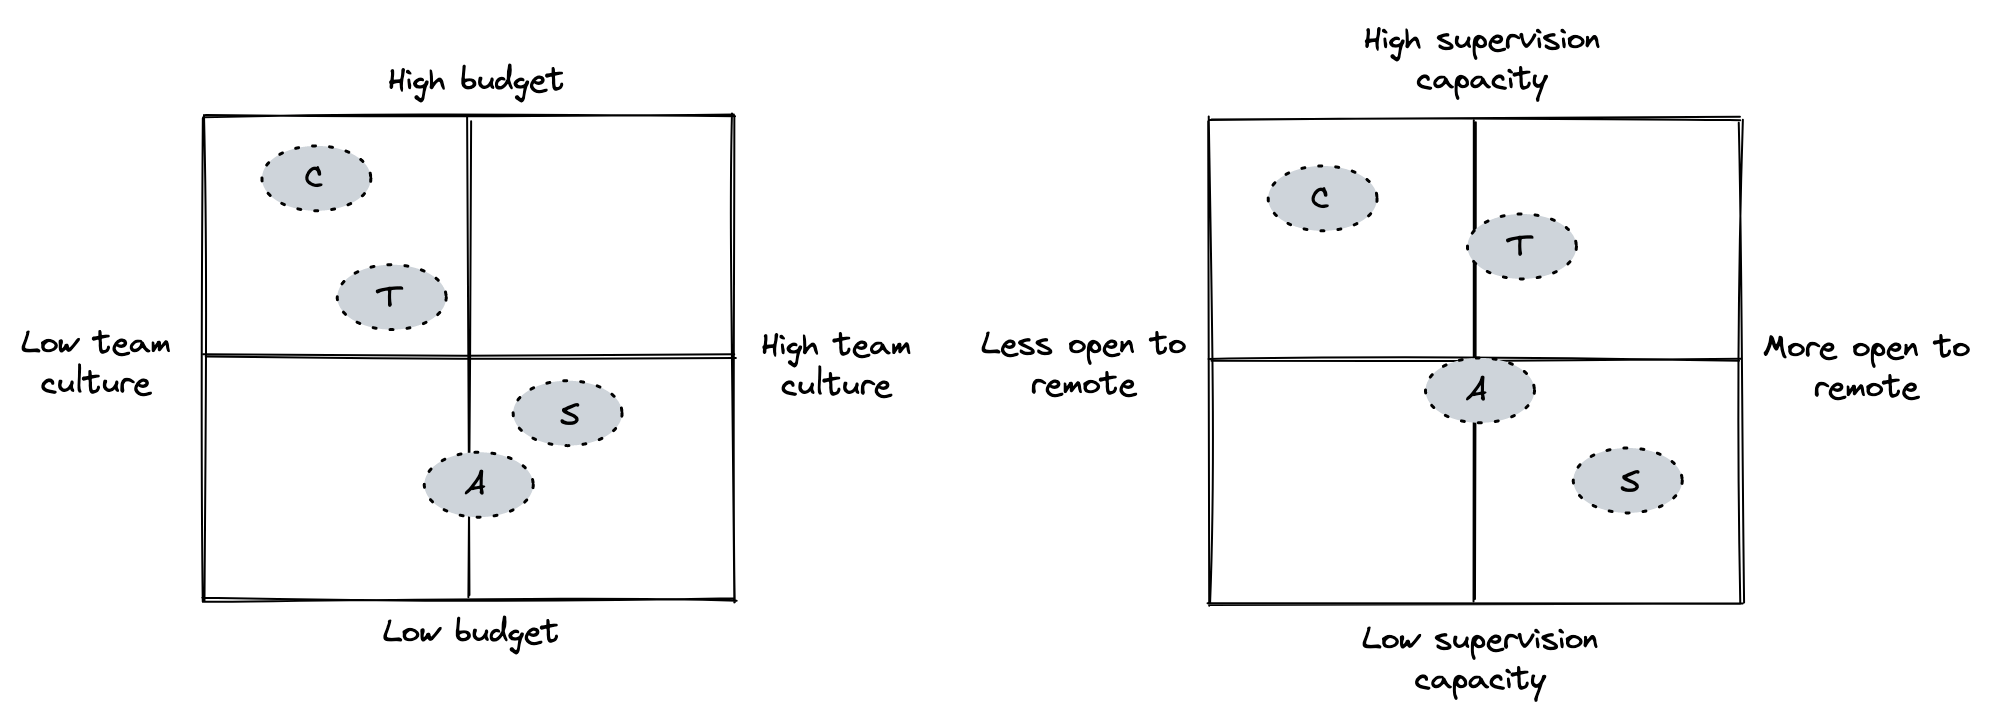 High budget
C
T
Low team
culture
High team
culture
S
A
Low budget
High supervision
capacity
C
T
Less open to
remote
More open to
remote
A
S
Low supervision
capacity